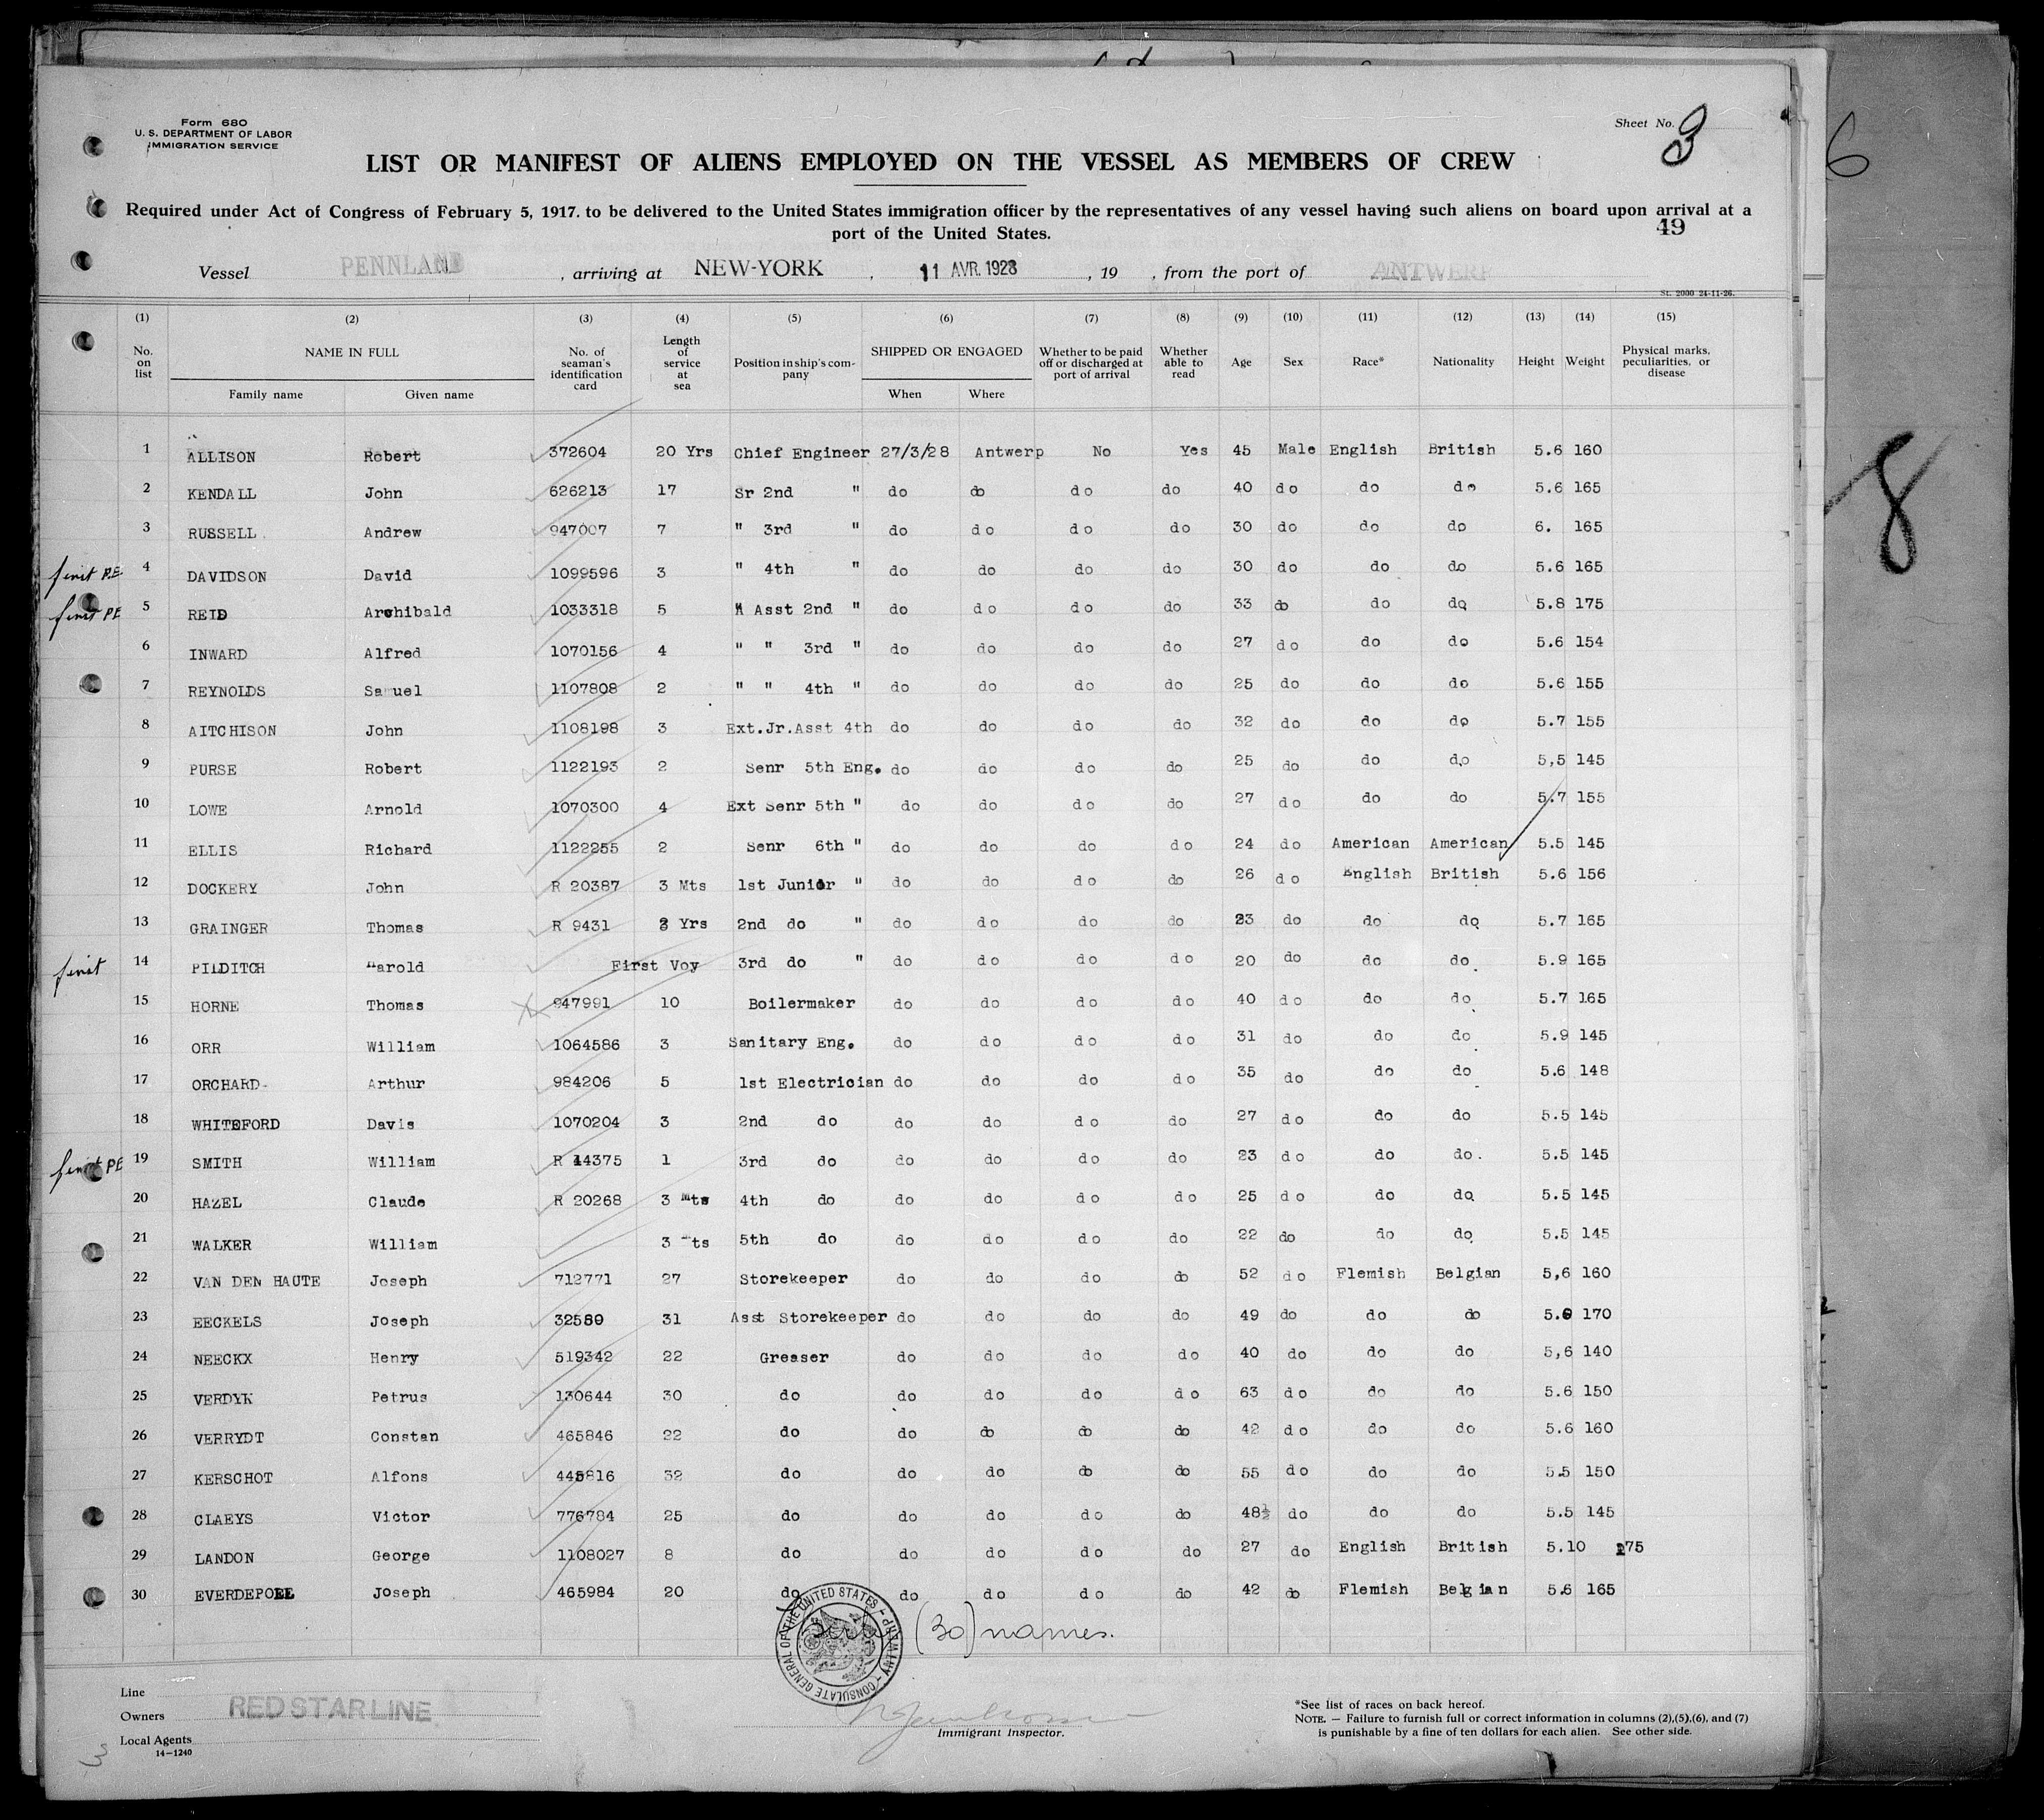 Form 680
U. S. DEPARTMENT OF LABOR
IMMIGRATION SERVICE
Sheet No. 3
6
LIST OR MANIFEST OF ALIENS EMPLOYED ON THE VESSEL AS MEMBERS OF CREW
Required under Act of Congress of February 5, 1917. to be delivered to the United States immigration officer by the representatives of any vessel having such aliens on board upon arrival at a
port of the United States.
49
Vessel PENNLAND , arriving at NEW-YORK , 11 AVR. 1928 , 19 , from the port of ANTWERP
St. 2000 24-11-26.
(1) (2) (3) (4) (5) (6) (7) (8) (9) (10) (11) (12) (13) (14) (15)
No. on list NAME IN FULL Family name Given name No. of seaman's identification card Length of service at sea Position in ship's company SHIPPED OR ENGAGED When Where Whether to be paid off or discharged at port of arrival Whether able to read Age Sex Race* Nationality Height Weight Physical marks, peculiarities, or disease
1 ALLISON Robert 372604 20 Yrs Chief Engineer 27/3/28 Antwerp No Yes 45 Male English British 5.6 160
2 KENDALL John 626213 17 Sr 2nd " do do do do 40 do do do 5.6 165
3 RUSSELL Andrew 947007 7 " 3rd " do do do do 30 do do do 6. 165
4 DAVIDSON David 1099596 3 " 4th " do do do do 30 do do do 5.6 165
5 REID Archibald 1033318 5 Asst 2nd " do do do do 33 do do do 5.8 175
6 INWARD Alfred 1070156 4 " " 3rd " do do do do 27 do do do 5.6 154
7 REYNOLDS Samuel 1107808 2 " " 4th " do do do do 25 do do do 5.6 155
8 AITCHISON John 1108198 3 Ext.Jr.Asst 4th do do do do 32 do do do 5.7 155
9 PURSE Robert 1122193 2 Senr 5th Eng. do do do do 25 do do do 5,5 145
10 LOWE Arnold 1070300 4 Ext Senr 5th " do do do do 27 do do do 5.7 155
11 ELLIS Richard 1122255 2 Senr 6th " do do do do 24 do American American 5.5 145
12 DOCKERY John R 20387 3 Mts 1st Junior " do do do do 26 do English British 5.6 156
13 GRAINGER Thomas R 9431 Yrs 2nd do " do do do do 23 do do do 5.7 165
14 PILDITCH Harold First Voy 3rd do " do do do do 20 do do do 5.9 165
15 HORNE Thomas 947991 10 Boilermaker do do do do 40 do do do 5.7 165
16 ORR William 1064586 3 Sanitary Eng. do do do do 31 do do do 5.9 145
17 ORCHARD- Arthur 984206 5 1st Electrician do do do do 35 do do do 5.6 148
18 WHITEFORD Davis 1070204 3 2nd do do do do do 27 do do do 5.5 145
19 SMITH William R 14375 1 3rd do do do do do 23 do do do. 5.5 145
20 HAZEL Claude R 20268 3 Mts 4th do do do do do 25 do do do. 5.5 145
21 WALKER William 3 mts 5th do do do do do 22 do do do. 5.5 145
22 VAN DEN HAUTE Joseph 712771 27 Storekeeper do do do do 52 do Flemish Belgian 5,6 160
23 EECKELS Joseph 32580 31 Asst Storekeeper do do do do 49 do do do 170
24 NEECKX Henry 519342 22 Greaser do do do do 40 do do do 5,6 140
25 VERDYK Petrus 130644 30 do do do do do 63 do do do 5.6 150
26 VERRYDT Constan 465846 22 do do do do do 42 do do do 5.6 160
27 KERSCHOT Alfons 445816 32 do do do do do 55 do do do 5.5 150
28 CLAEYS Victor 776784 25 do do do do do 48½ do do do 5.5 145
29 LANDON George 1108027 8 do do do do do 27 do English British 5.10 175
30 EVERDEPOEL Joseph 465984 20 do do do do do 42 do Flemish Belgian 5.6 165
8
(30) names.
CONSULATE GENERAL OF THE UNITED STATES - ANTWERP -
Line
Owners RED STAR LINE
Local Agents
14-1240
3
Immigrant Inspector.
*See list of races on back hereof.
NOTE. — Failure to furnish full or correct information in columns (2),(5),(6), and (7)
is punishable by a fine of ten dollars for each alien. See other side.